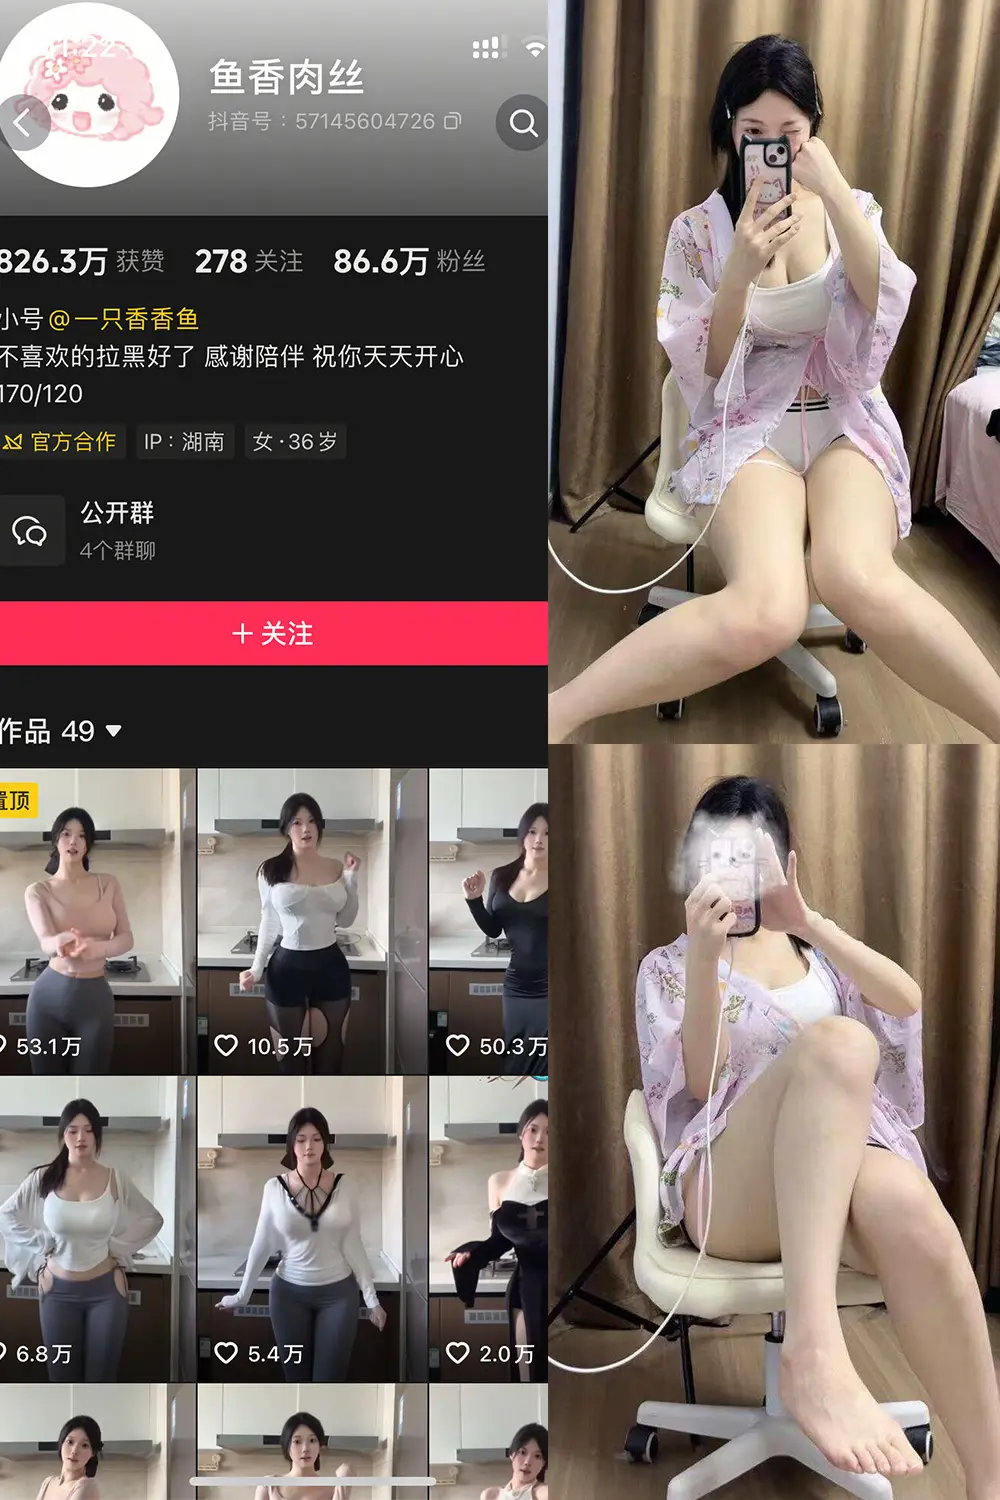 11:22
鱼香肉丝
抖音号：57145604726
826.3万 获赞 278 关注 86.6万 粉丝
小号@一只香香鱼
不喜欢的拉黑好了 感谢陪伴 祝你天天开心
170/120
官方合作 IP：湖南 女·36岁
公开群
4个群聊
＋关注
作品 49
置顶
53.1万 10.5万 50.3万
6.8万 5.4万 2.0万